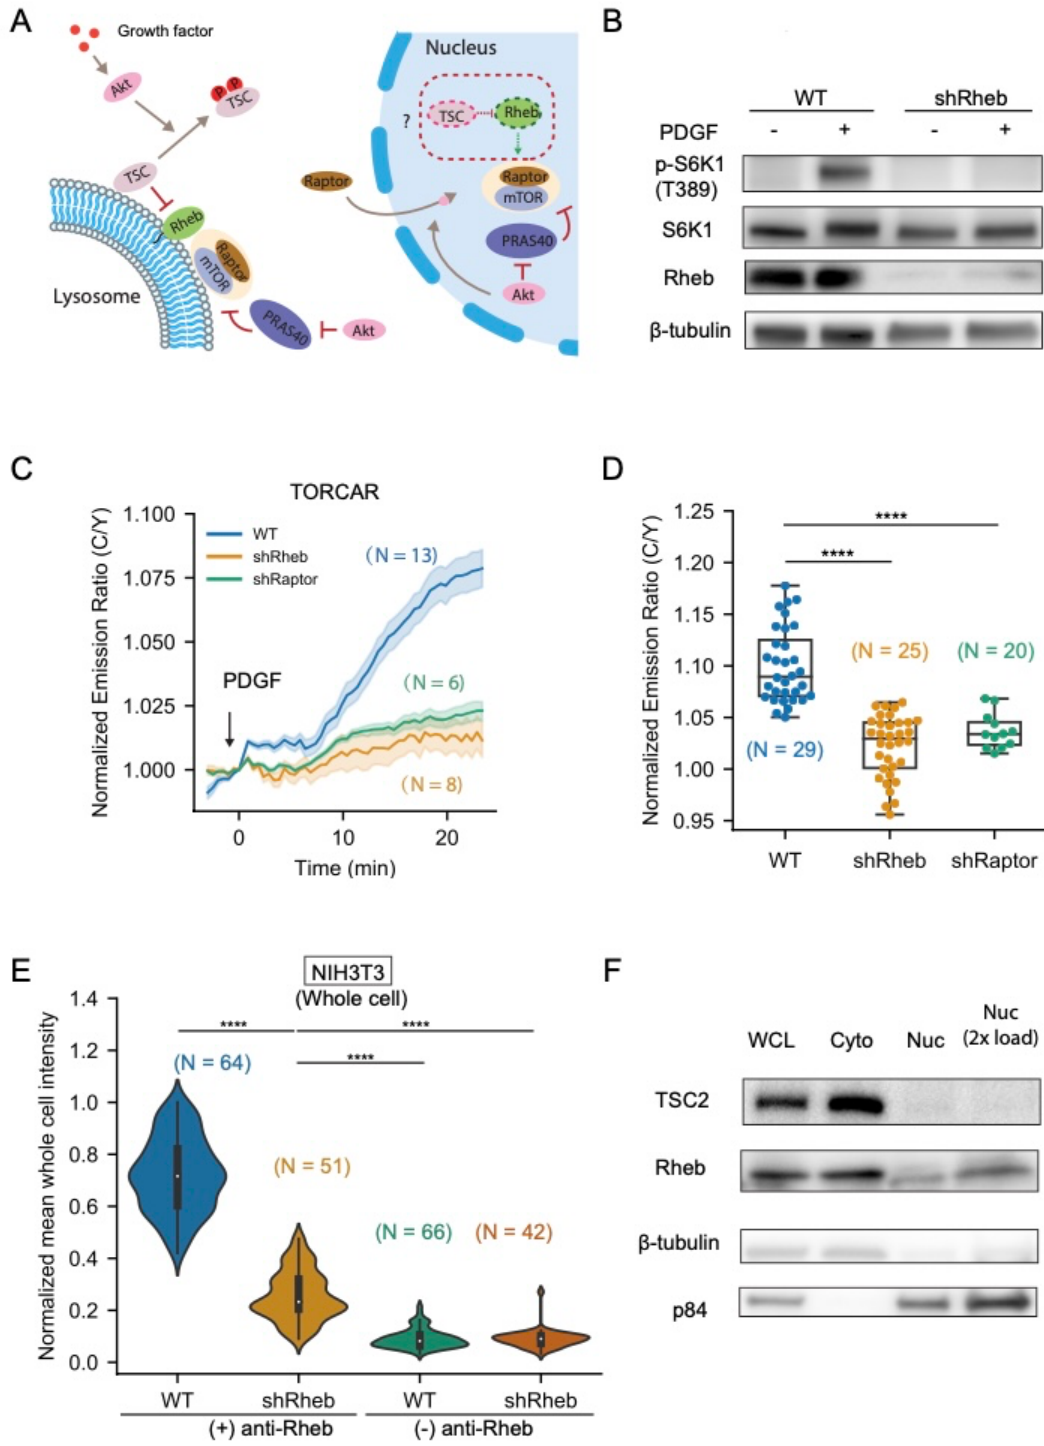 A
Growth factor
Akt
P P
TSC
TSC
Rheb
Raptor
mTOR
Lysosome
PRAS40
Akt
Nucleus
?
TSC
Rheb
Raptor
Raptor
mTOR
PRAS40
Akt
B
WT shRheb
PDGF - + - +
p-S6K1
(T389)
S6K1
Rheb
β-tubulin
C
TORCAR
Normalized Emission Ratio (C/Y)
1.100
1.075
1.050
1.025
1.000
WT
shRheb
shRaptor
(N = 13)
(N = 6)
(N = 8)
PDGF
0 10 20
Time (min)
D
Normalized Emission Ratio (C/Y)
1.25
1.20
1.15
1.10
1.05
1.00
0.95
****
****
(N = 29)
(N = 25)
(N = 20)
WT shRheb shRaptor
E
NIH3T3
(Whole cell)
Normalized mean whole cell intensity
1.4
1.2
1.0
0.8
0.6
0.4
0.2
0.0
**** ****
****
(N = 64)
(N = 51)
(N = 66) (N = 42)
WT shRheb WT shRheb
(+) anti-Rheb (-) anti-Rheb
F
WCL Cyto Nuc Nuc
(2x load)
TSC2
Rheb
β-tubulin
p84